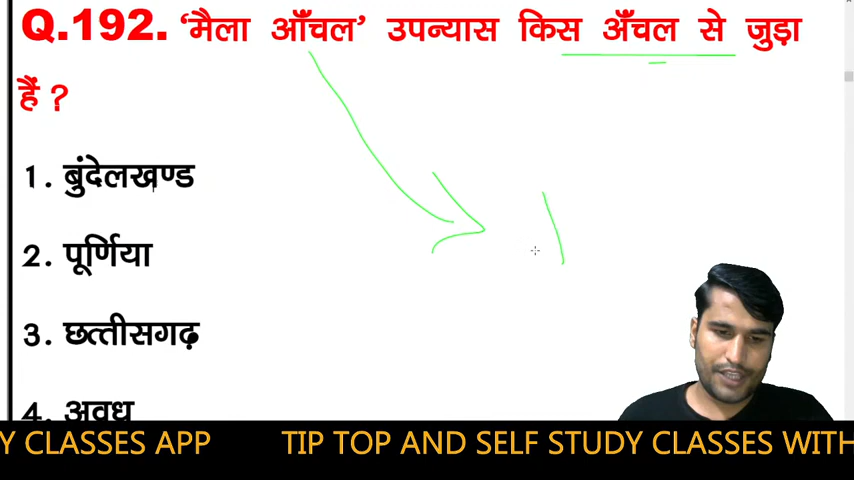 Q.192. ‘मैला आँचल’ उपन्यास किस अँचल से जुड़ा
हैं ?
1. बुंदेलखण्ड
2. पूर्णिया
3. छत्तीसगढ़
4. अवध
Y CLASSES APP TIP TOP AND SELF STUDY CLASSES WITH